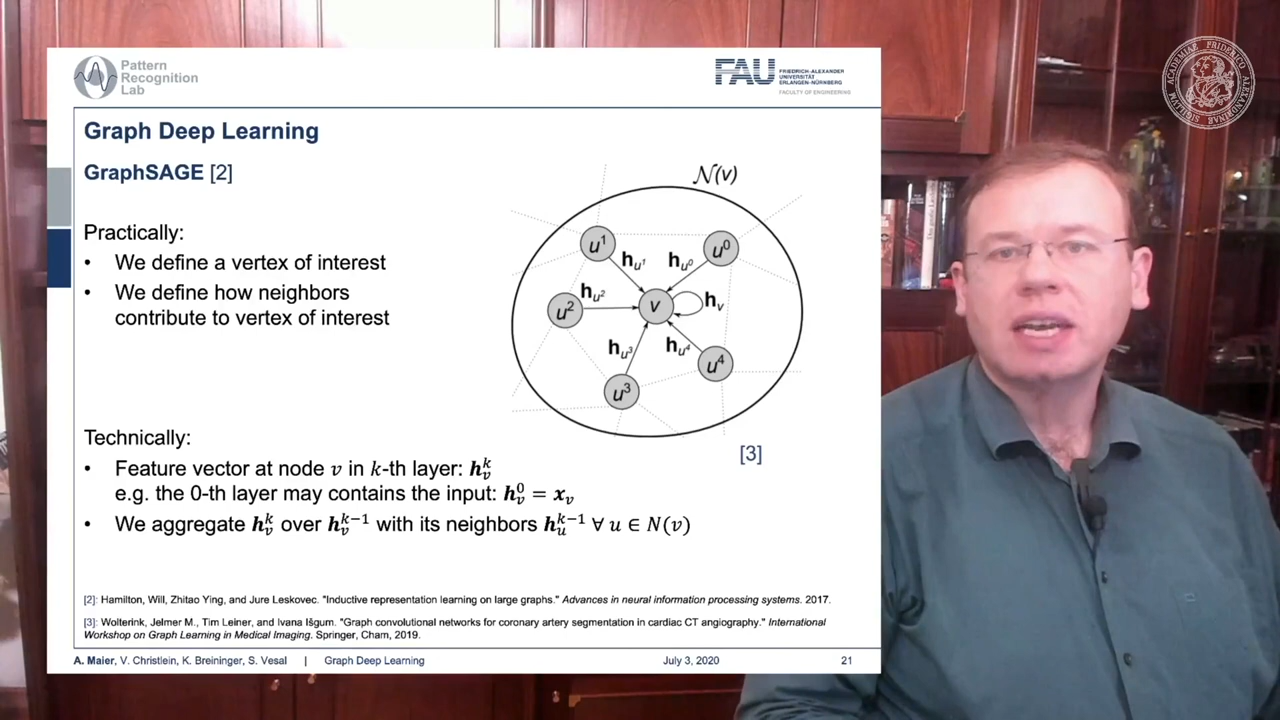 Pattern
Recognition
Lab
FAU
FRIEDRICH-ALEXANDER
UNIVERSITÄT
ERLANGEN-NÜRNBERG
FACULTY OF ENGINEERING
Graph Deep Learning
GraphSAGE [2]
Practically:
• We define a vertex of interest
• We define how neighbors
contribute to vertex of interest
𝒩(v)
u¹
u⁰
h_u¹
h_u⁰
u²
h_u²
v
h_v
h_u³
h_u⁴
u⁴
u³
[3]
Technically:
• Feature vector at node v in k-th layer: h_v^k
e.g. the 0-th layer may contains the input: h_v^0 = x_v
• We aggregate h_v^k over h_v^{k−1} with its neighbors h_u^{k−1} ∀ u ∈ N(v)
[2]: Hamilton, Will, Zhitao Ying, and Jure Leskovec. "Inductive representation learning on large graphs." Advances in neural information processing systems. 2017.
[3]: Wolterink, Jelmer M., Tim Leiner, and Ivana Išgum. "Graph convolutional networks for coronary artery segmentation in cardiac CT angiography." International
Workshop on Graph Learning in Medical Imaging. Springer, Cham, 2019.
A. Maier, V. Christlein, K. Breininger, S. Vesal | Graph Deep Learning July 3, 2020 21